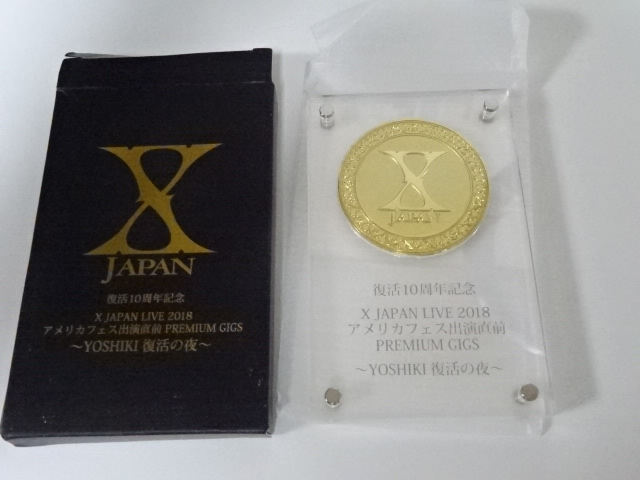 X
JAPAN
復活10周年記念
X JAPAN LIVE 2018
アメリカフェス出演直前 PREMIUM GIGS
～YOSHIKI 復活の夜～
X
JAPAN
復活10周年記念
X JAPAN LIVE 2018
アメリカフェス出演直前
PREMIUM GIGS
～YOSHIKI 復活の夜～